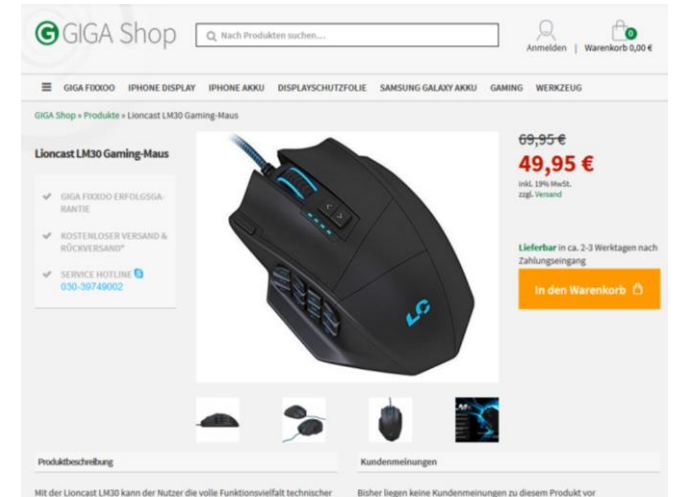 GIGA Shop
Nach Produkten suchen...
Anmelden | Warenkorb 0,00 €
0
GIGA FIXXOO IPHONE DISPLAY IPHONE AKKU DISPLAYSCHUTZFOLIE SAMSUNG GALAXY AKKU GAMING WERKZEUG
GIGA Shop » Produkte » Lioncast LM30 Gaming-Maus
Lioncast LM30 Gaming-Maus
GIGA FIXXOO ERFOLGSGA-
RANTIE
KOSTENLOSER VERSAND &
RÜCKVERSAND*
SERVICE HOTLINE
030-39749002
LC
69,95 €
49,95 €
inkl. 19% MwSt.
zzgl. Versand
Lieferbar in ca. 2-3 Werktagen nach
Zahlungseingang
In den Warenkorb
Produktbeschreibung
Mit der Lioncast LM30 kann der Nutzer die volle Funktionsvielfalt technischer
Kundenmeinungen
Bisher liegen keine Kundenmeinungen zu diesem Produkt vor